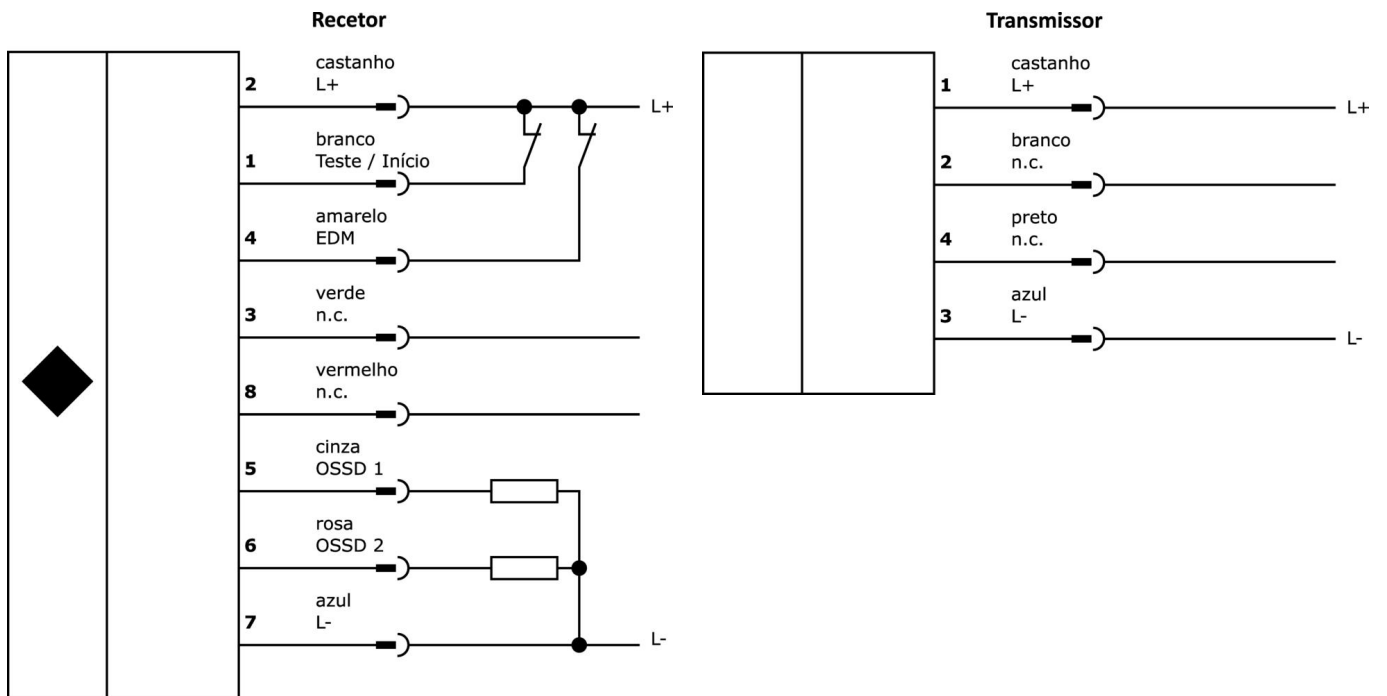 Recetor
castanho
2 L+
L+
branco
1 Teste / Início
amarelo
4 EDM
verde
3 n.c.
vermelho
8 n.c.
cinza
5 OSSD 1
rosa
6 OSSD 2
azul
7 L-
L-
Transmissor
castanho
1 L+
L+
branco
2 n.c.
preto
4 n.c.
azul
3 L-
L-